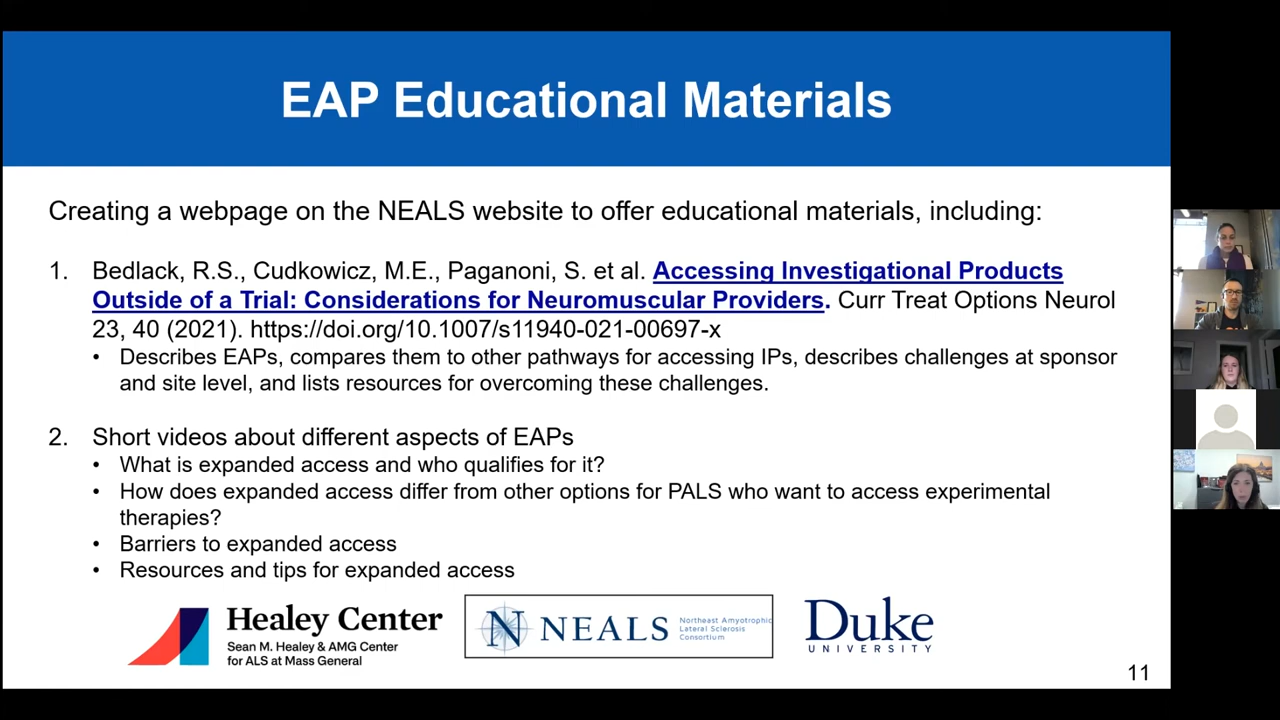 EAP Educational Materials
Creating a webpage on the NEALS website to offer educational materials, including:
1. Bedlack, R.S., Cudkowicz, M.E., Paganoni, S. et al. Accessing Investigational Products
Outside of a Trial: Considerations for Neuromuscular Providers. Curr Treat Options Neurol
23, 40 (2021). https://doi.org/10.1007/s11940-021-00697-x
• Describes EAPs, compares them to other pathways for accessing IPs, describes challenges at sponsor
and site level, and lists resources for overcoming these challenges.
2. Short videos about different aspects of EAPs
• What is expanded access and who qualifies for it?
• How does expanded access differ from other options for PALS who want to access experimental
therapies?
• Barriers to expanded access
• Resources and tips for expanded access
Healey Center
Sean M. Healey & AMG Center
for ALS at Mass General
N NEALS
Northeast Amyotrophic
Lateral Sclerosis
Consortium
Duke
UNIVERSITY
11